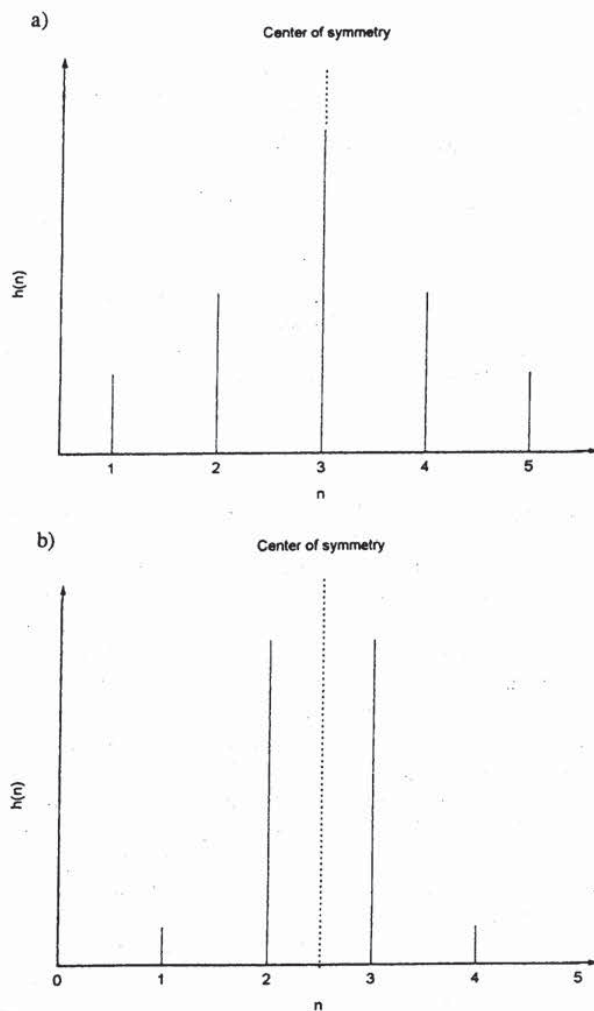 a)
Center of symmetry
h(n)
1 2 3 4 5
n
b)
Center of symmetry
h(n)
0 1 2 3 4 5
n